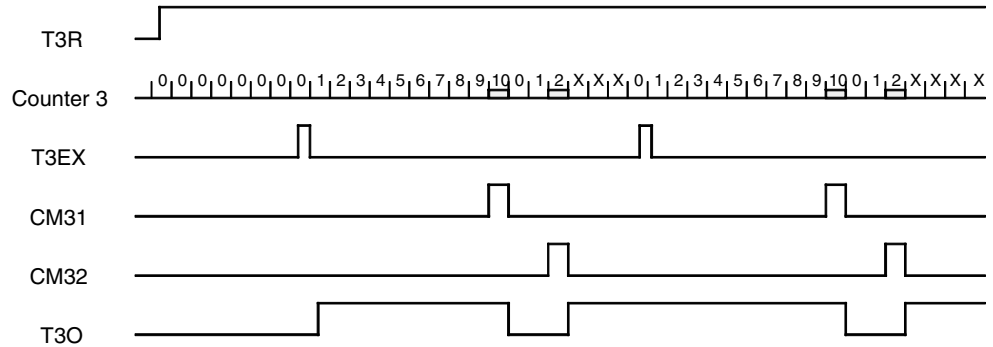 T3R
Counter 3 0 0 0 0 0 0 0 0 1 2 3 4 5 6 7 8 9 10 0 1 2 X X X 0 1 2 3 4 5 6 7 8 9 10 0 1 2 X X X X
T3EX
CM31
CM32
T3O